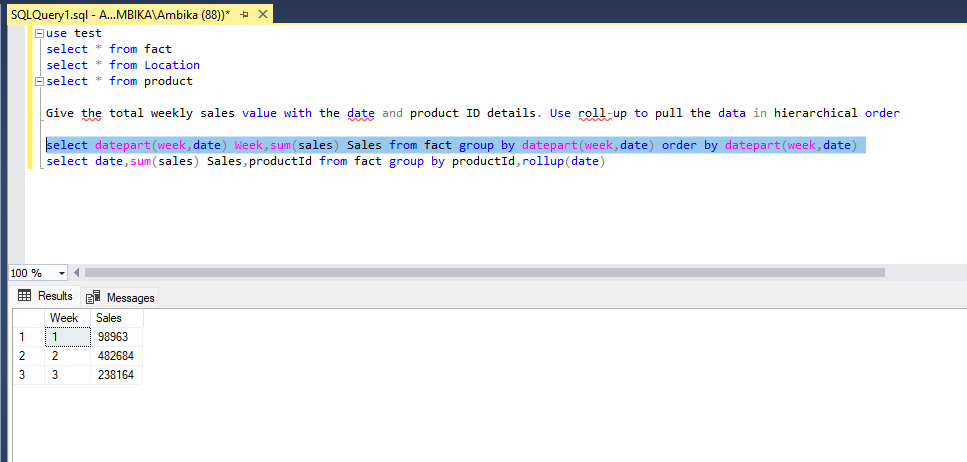 SQLQuery1.sql - A...MBIKA\Ambika (88))*
use test
select * from fact
select * from Location
select * from product
Give the total weekly sales value with the date and product ID details. Use roll-up to pull the data in hierarchical order
select datepart(week,date) Week,sum(sales) Sales from fact group by datepart(week,date) order by datepart(week,date)
select date,sum(sales) Sales,productId from fact group by productId,rollup(date)
100 %
Results Messages
Week Sales
1 1 98963
2 2 482684
3 3 238164